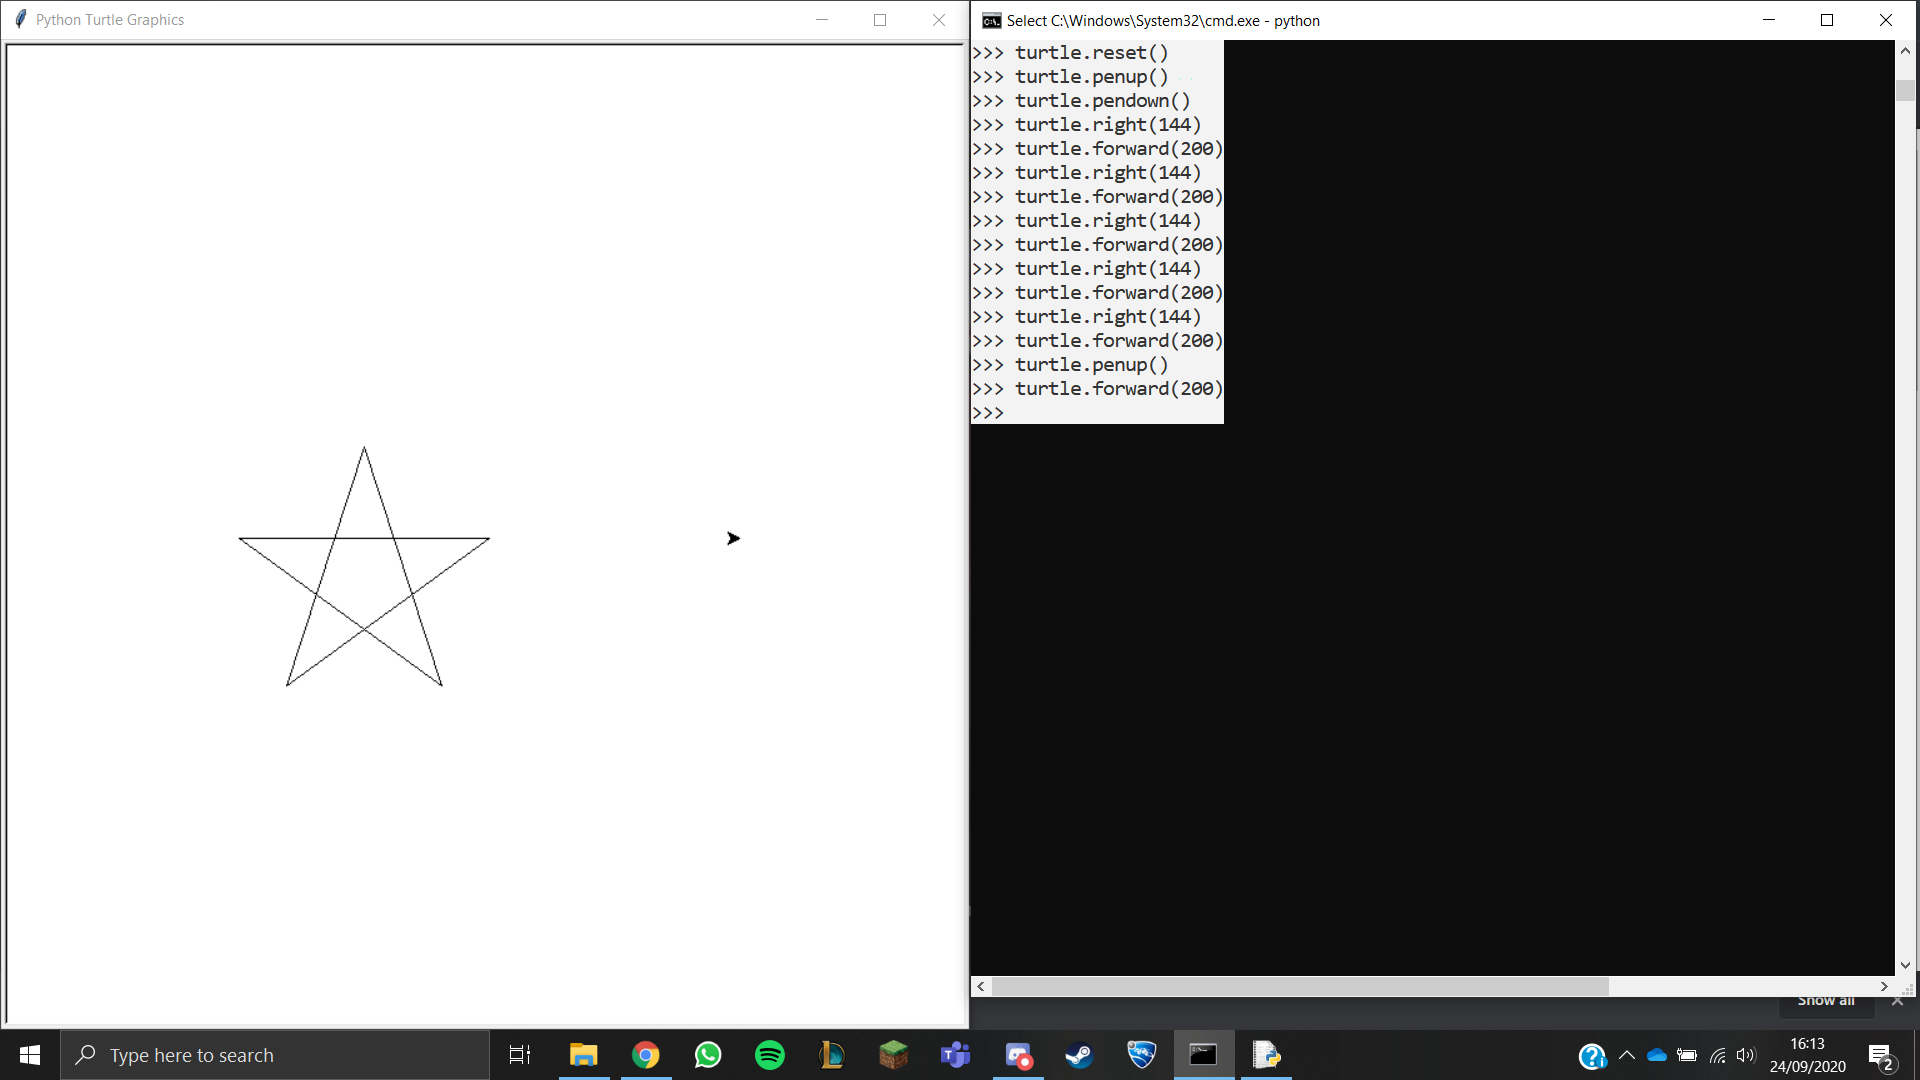 Python Turtle Graphics
Select C:\Windows\System32\cmd.exe - python
>>> turtle.reset()
>>> turtle.penup()
>>> turtle.pendown()
>>> turtle.right(144)
>>> turtle.forward(200)
>>> turtle.right(144)
>>> turtle.forward(200)
>>> turtle.right(144)
>>> turtle.forward(200)
>>> turtle.right(144)
>>> turtle.forward(200)
>>> turtle.right(144)
>>> turtle.forward(200)
>>> turtle.penup()
>>> turtle.forward(200)
>>>
Show all
Type here to search
16:13
24/09/2020
2